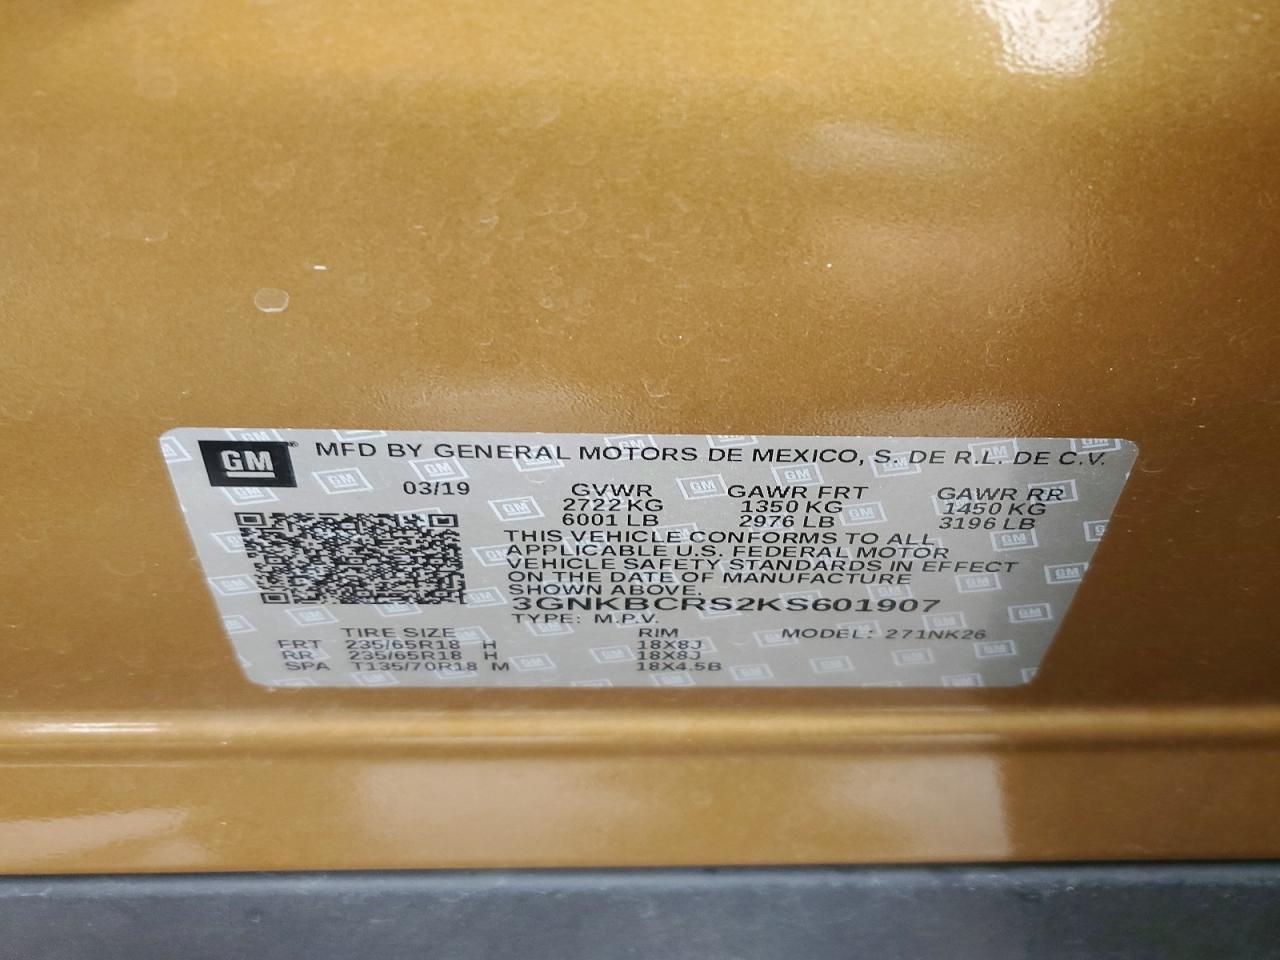 GM MFD BY GENERAL MOTORS DE MEXICO, S. DE R.L. DE C.V.
03/19 GVWR GAWR FRT GAWR RR
2722 KG 1350 KG 1450 KG
6001 LB 2976 LB 3196 LB
THIS VEHICLE CONFORMS TO ALL
APPLICABLE U.S. FEDERAL MOTOR
VEHICLE SAFETY STANDARDS IN EFFECT
ON THE DATE OF MANUFACTURE
SHOWN ABOVE.
3GNKBCRS2KS601907
TYPE: M.P.V.
TIRE SIZE RIM MODEL: 271NK26
FRT 235/65R18 H 18X8J
RR 235/65R18 H 18X8J
SPA T135/70R18 M 18X4.5B